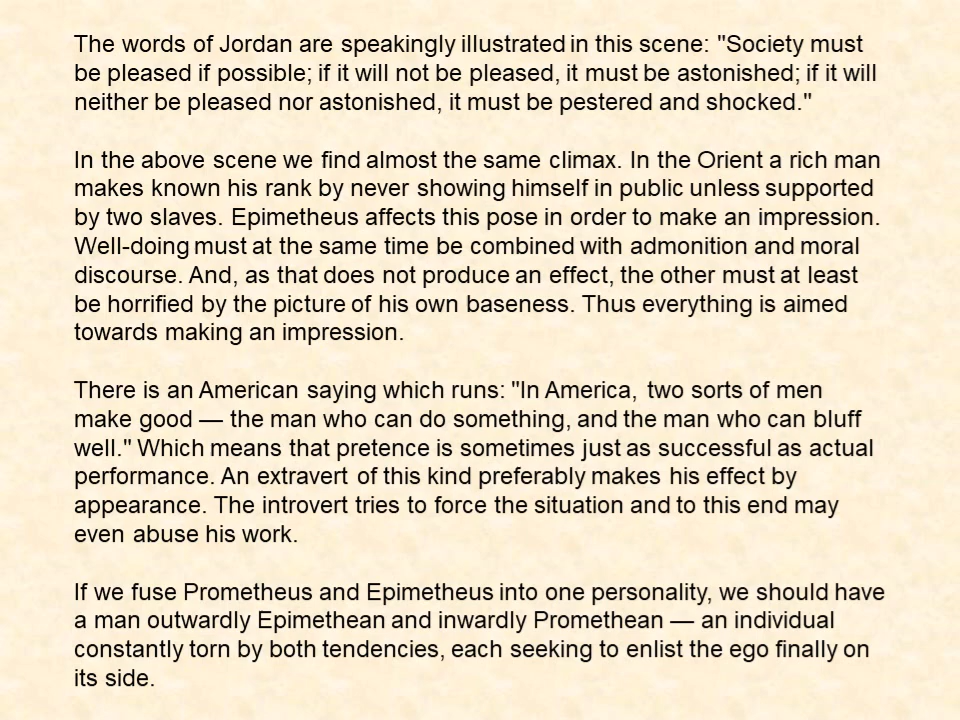 The words of Jordan are speakingly illustrated in this scene: "Society must
be pleased if possible; if it will not be pleased, it must be astonished; if it will
neither be pleased nor astonished, it must be pestered and shocked."
In the above scene we find almost the same climax. In the Orient a rich man
makes known his rank by never showing himself in public unless supported
by two slaves. Epimetheus affects this pose in order to make an impression.
Well-doing must at the same time be combined with admonition and moral
discourse. And, as that does not produce an effect, the other must at least
be horrified by the picture of his own baseness. Thus everything is aimed
towards making an impression.
There is an American saying which runs: "In America, two sorts of men
make good — the man who can do something, and the man who can bluff
well." Which means that pretence is sometimes just as successful as actual
performance. An extravert of this kind preferably makes his effect by
appearance. The introvert tries to force the situation and to this end may
even abuse his work.
If we fuse Prometheus and Epimetheus into one personality, we should have
a man outwardly Epimethean and inwardly Promethean — an individual
constantly torn by both tendencies, each seeking to enlist the ego finally on
its side.